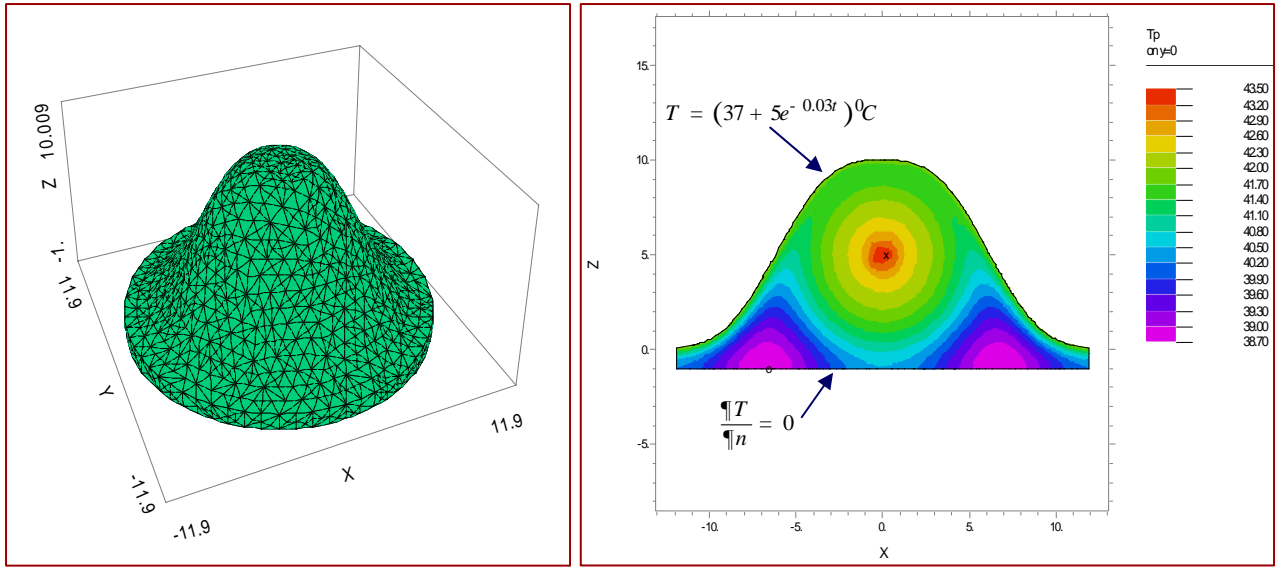 10.009
Z
-1.
11.9
Y
-11.9
-11.9
X
11.9
Tp
on y=0
43.50
43.20
42.90
42.60
42.30
42.00
41.70
41.40
41.10
40.80
40.50
40.20
39.90
39.60
39.30
39.00
38.70
15.
10.
5.
0.
-5.
Z
T = (37 + 5e^{- 0.03t})^0C
x
o
¶T
¶n
= 0
-10. -5. 0. 5. 10.
X